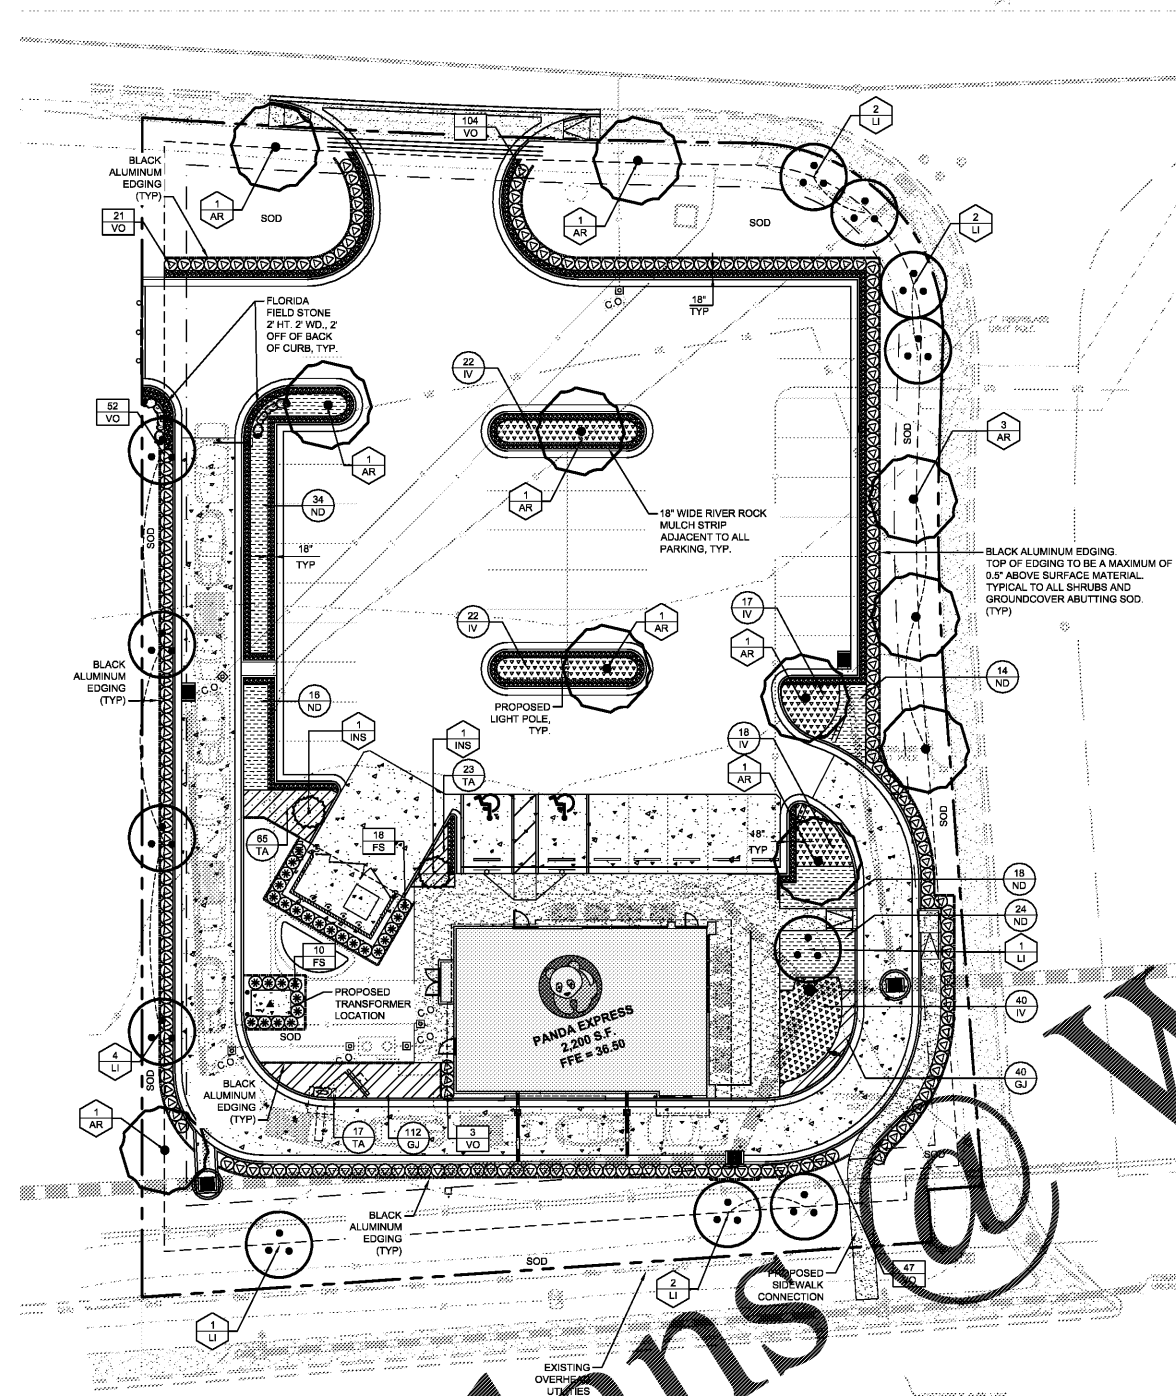 2
LI
104
VO
BLACK
ALUMINUM
EDGING
(TYP)
1
AR
SOD
1
AR
SOD
2
LI
21
VO
18"
TYP
FLORIDA
FIELD STONE
2' HT. 2' WD., 2'
OFF OF BACK
OF CURB, TYP.
22
IV
52
VO
3
AR
SOD
1
AR
1
AR
34
ND
18" WIDE RIVER ROCK
MULCH STRIP
ADJACENT TO ALL
PARKING, TYP.
SOD
18"
TYP
BLACK ALUMINUM EDGING.
TOP OF EDGING TO BE A MAXIMUM OF
0.5" ABOVE SURFACE MATERIAL.
TYPICAL TO ALL SHRUBS AND
GROUNDCOVER ABUTTING SOD.
(TYP)
17
IV
22
IV
1
AR
1
AR
BLACK
ALUMINUM
EDGING
(TYP)
14
ND
16
ND
PROPOSED
LIGHT POLE,
TYP.
1
INS
1
INS
18
IV
23
TA
1
AR
SOD
65
TA
18
FS
18"
TYP
18
ND
24
ND
10
FS
1
LI
PROPOSED
TRANSFORMER
LOCATION
SOD
PANDA EXPRESS
2,200 S.F.
FFE = 36.50
40
IV
4
LI
SOD
40
GJ
BLACK
ALUMINUM
EDGING
(TYP)
1
AR
17
TA
112
GJ
3
VO
SOD
BLACK
ALUMINUM
EDGING
(TYP)
SOD
2
LI
PROPOSED
SIDEWALK
CONNECTION
47
VO
1
LI
EXISTING
OVERHEAD
UTILITIES